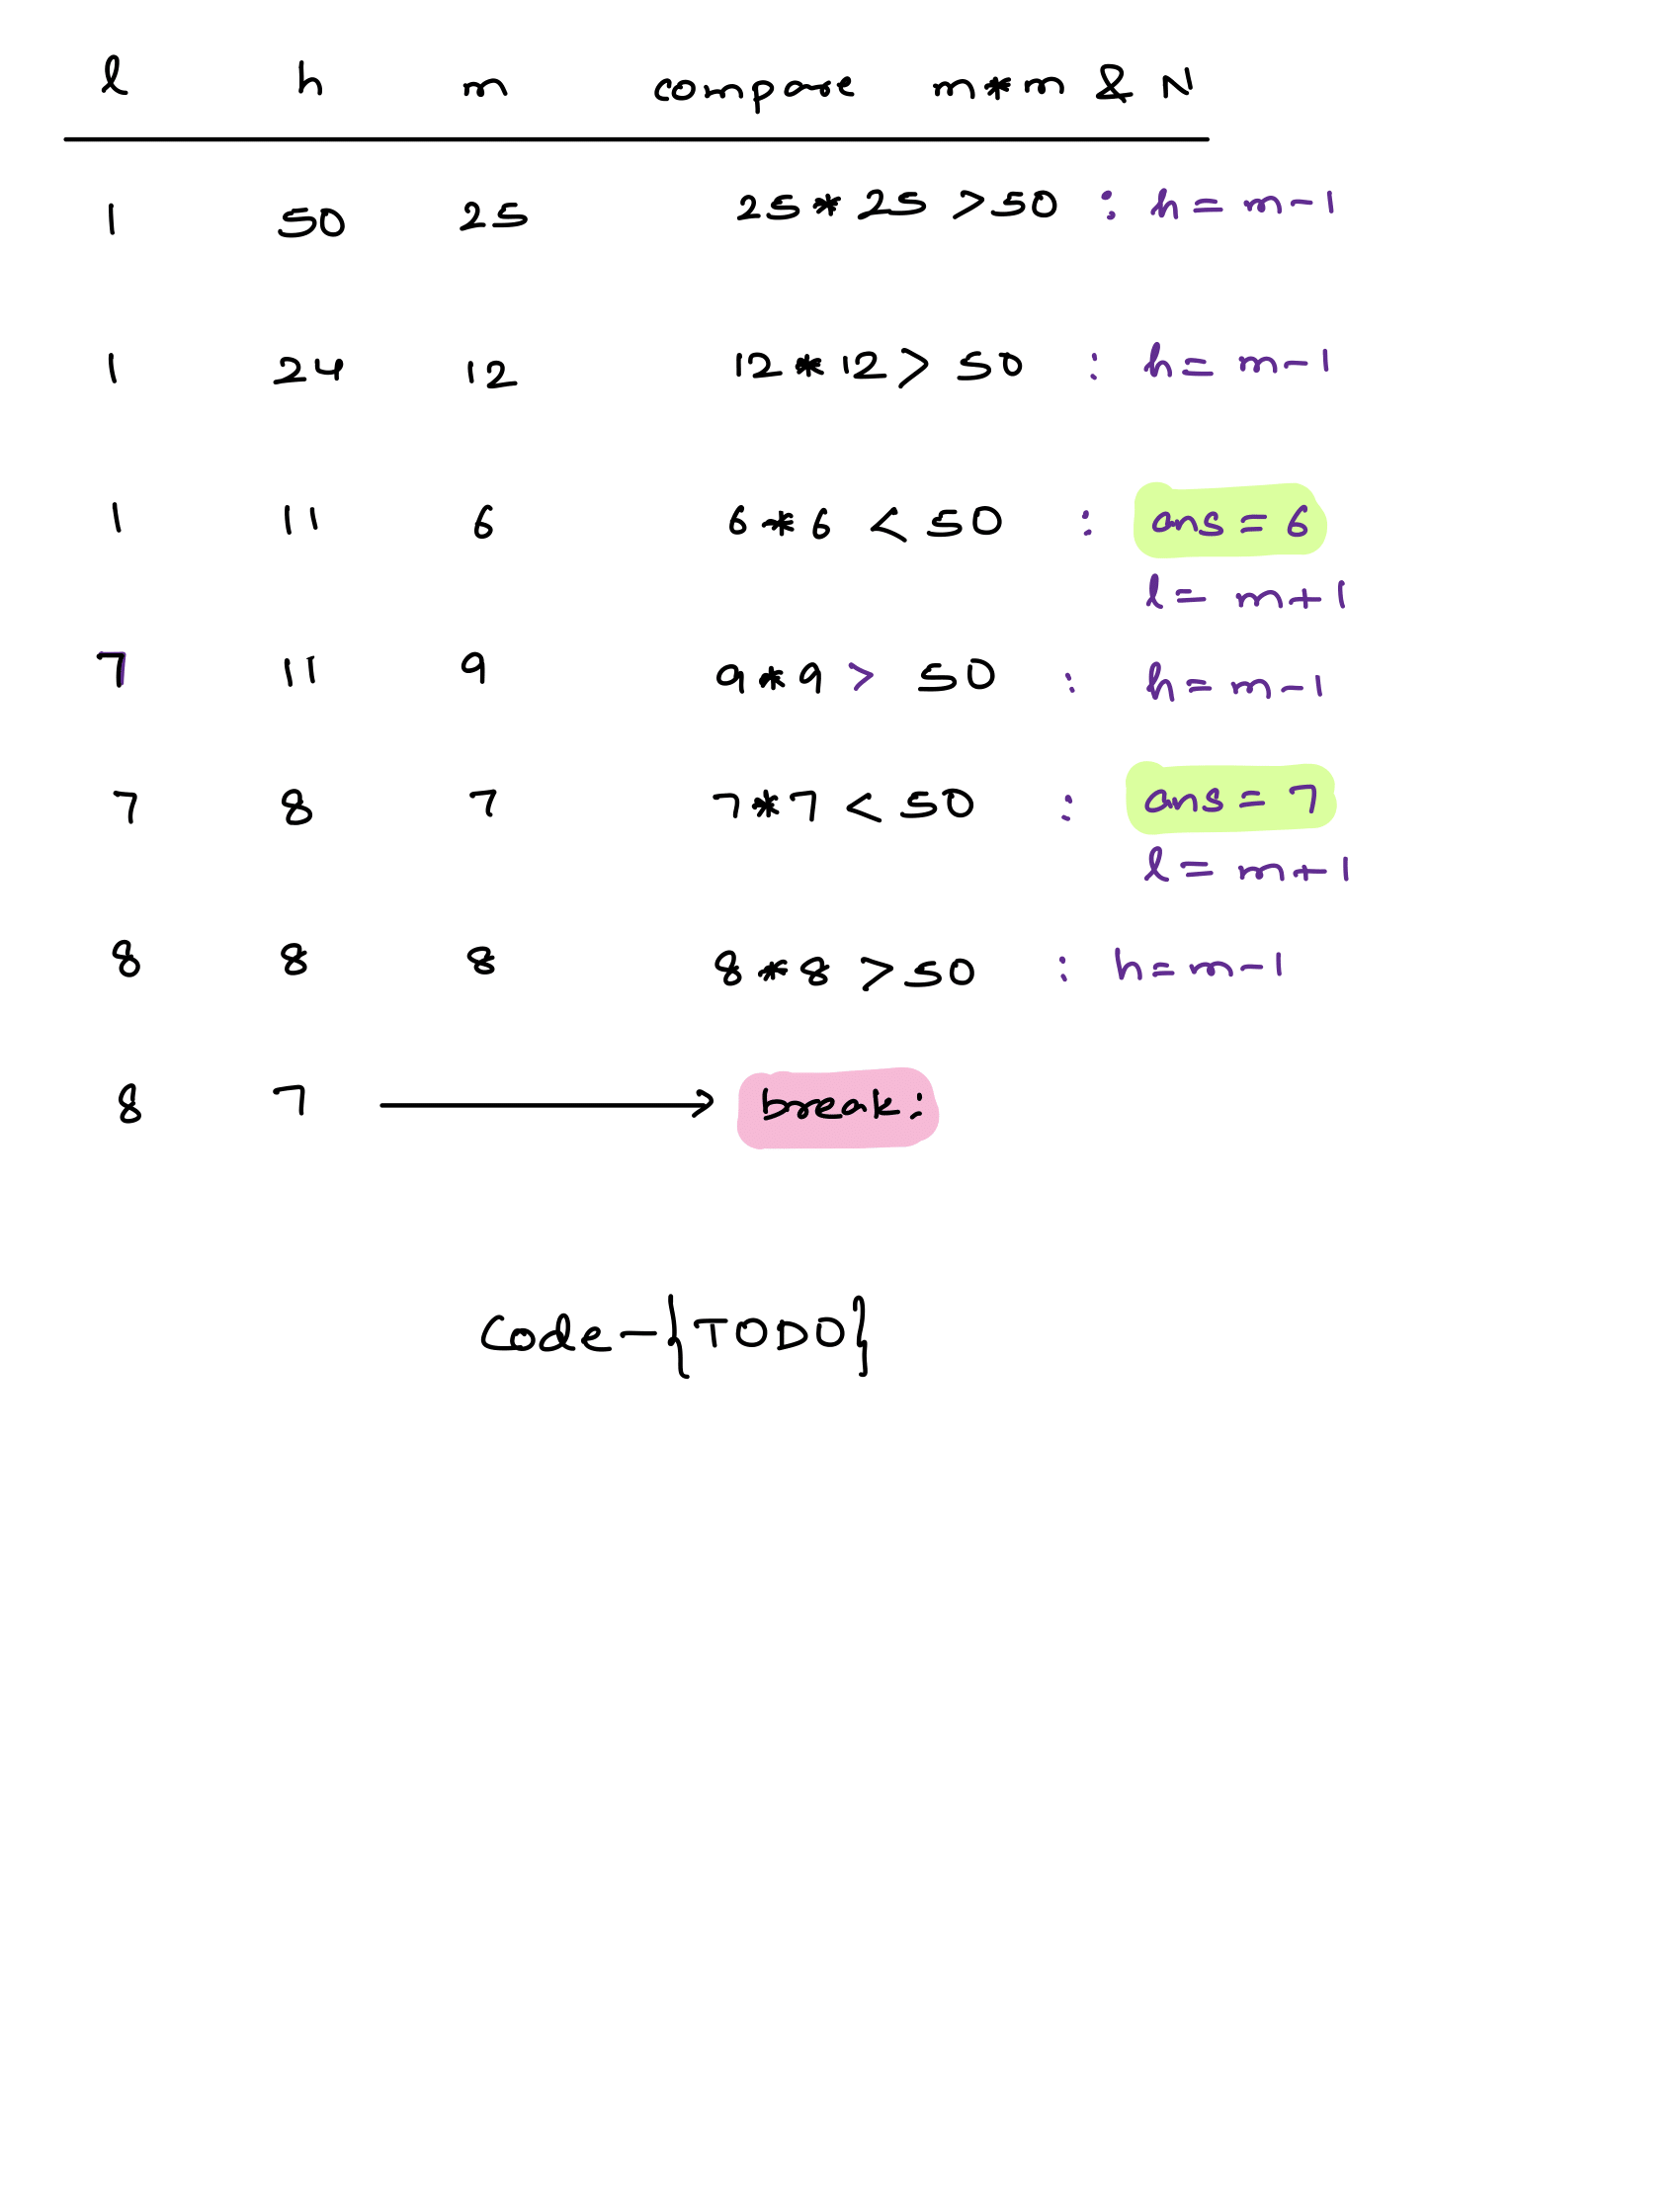 l h m compare m*m & N
1 50 25 25*25 >50 : h=m-1
1 24 12 12*12> 50 : h= m-1
1 11 6 6*6 < 50 : ans = 6
l= m+1
7 11 9 9*9 > 50 : h=m-1
7 8 7 7*7 < 50 : ans= 7
l= m+1
8 8 8 8*8 >50 : h=m-1
8 7 → break:
Code-{TODO}